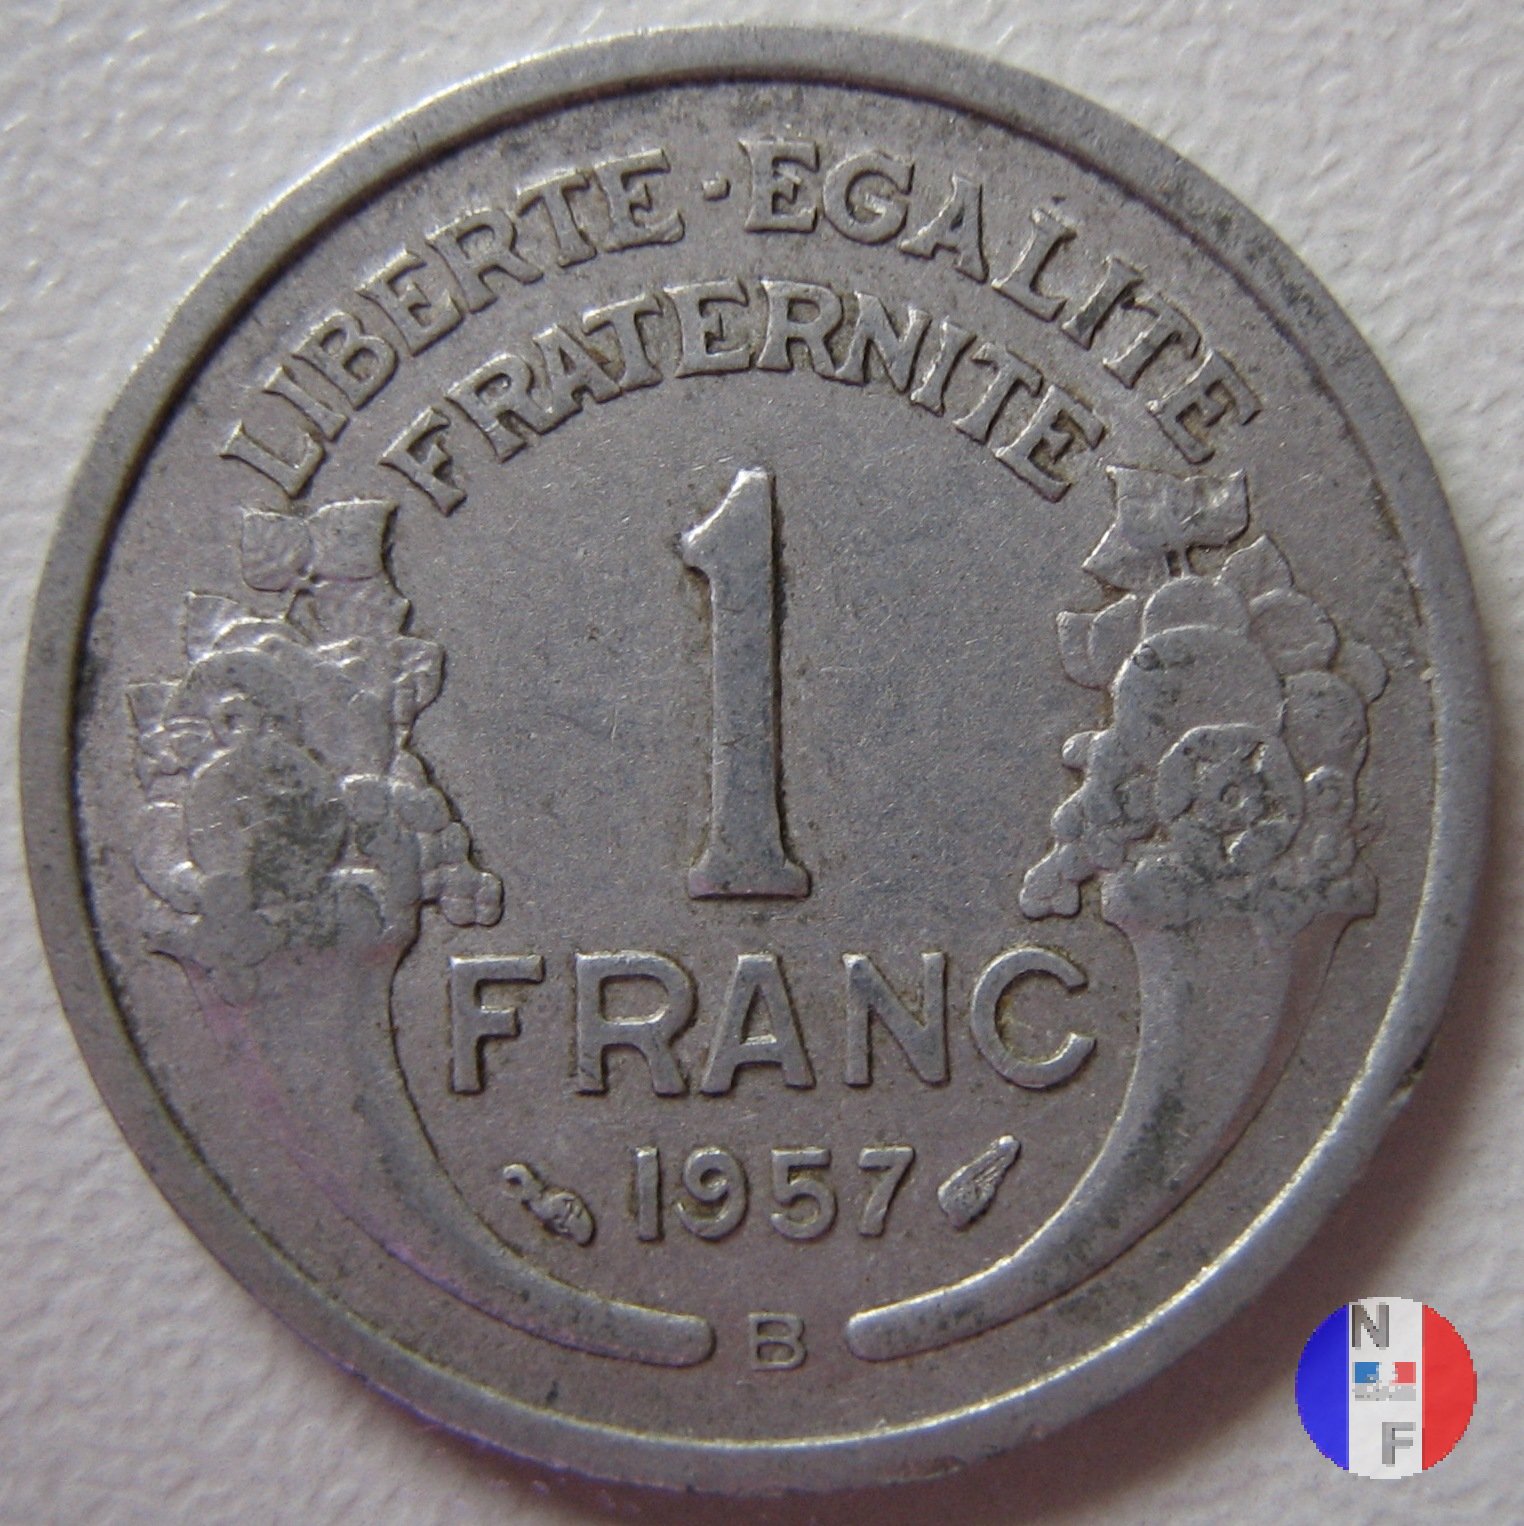 LIBERTE · EGALITE
FRATERNITE
1
FRANC
1957
B
N
F